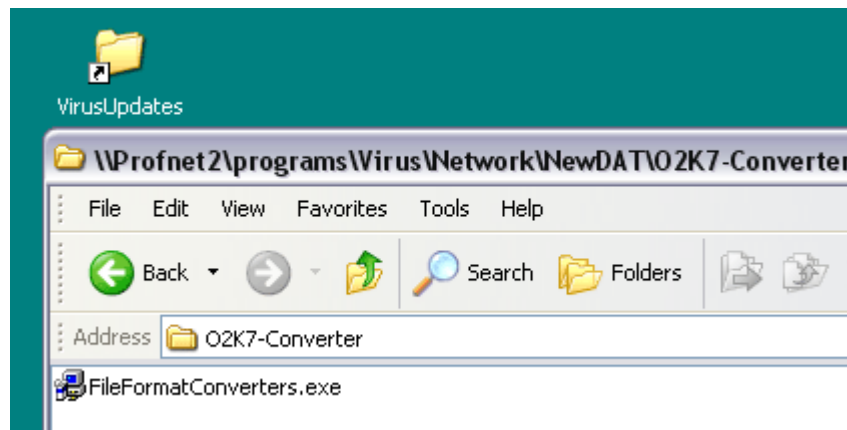 VirusUpdates
\\Profnet2\programs\Virus\Network\NewDAT\O2K7-Converter
File Edit View Favorites Tools Help
Back Search Folders
Address O2K7-Converter
FileFormatConverters.exe